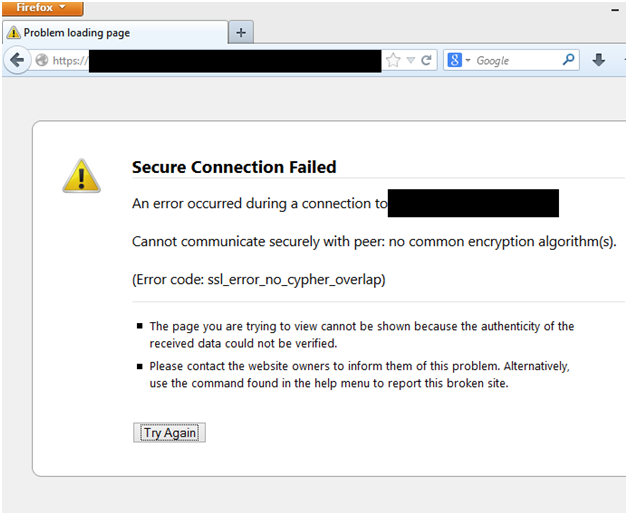 Firefox
Problem loading page
https://
8 Google
Secure Connection Failed
An error occurred during a connection to
Cannot communicate securely with peer: no common encryption algorithm(s).
(Error code: ssl_error_no_cypher_overlap)
The page you are trying to view cannot be shown because the authenticity of the
received data could not be verified.
Please contact the website owners to inform them of this problem. Alternatively,
use the command found in the help menu to report this broken site.
Try Again